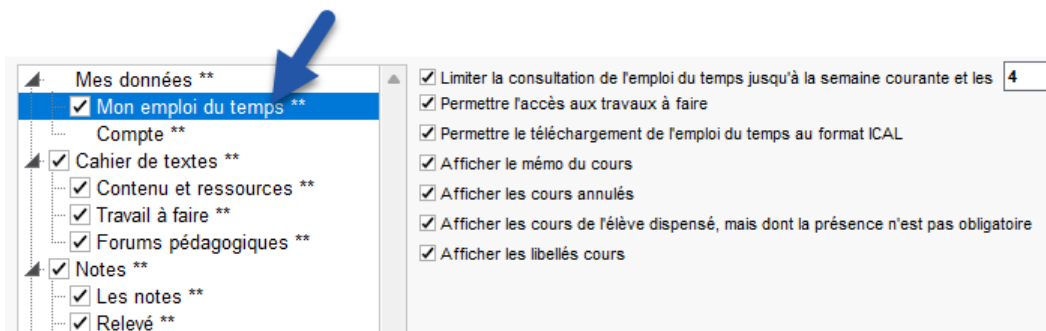 Mes données **
Mon emploi du temps **
Compte **
Cahier de textes **
Contenu et ressources **
Travail à faire **
Forums pédagogiques **
Notes **
Les notes **
Relevé **
Limiter la consultation de l'emploi du temps jusqu'à la semaine courante et les 4
Permettre l'accès aux travaux à faire
Permettre le téléchargement de l'emploi du temps au format ICAL
Afficher le mémo du cours
Afficher les cours annulés
Afficher les cours de l'élève dispensé, mais dont la présence n'est pas obligatoire
Afficher les libellés cours